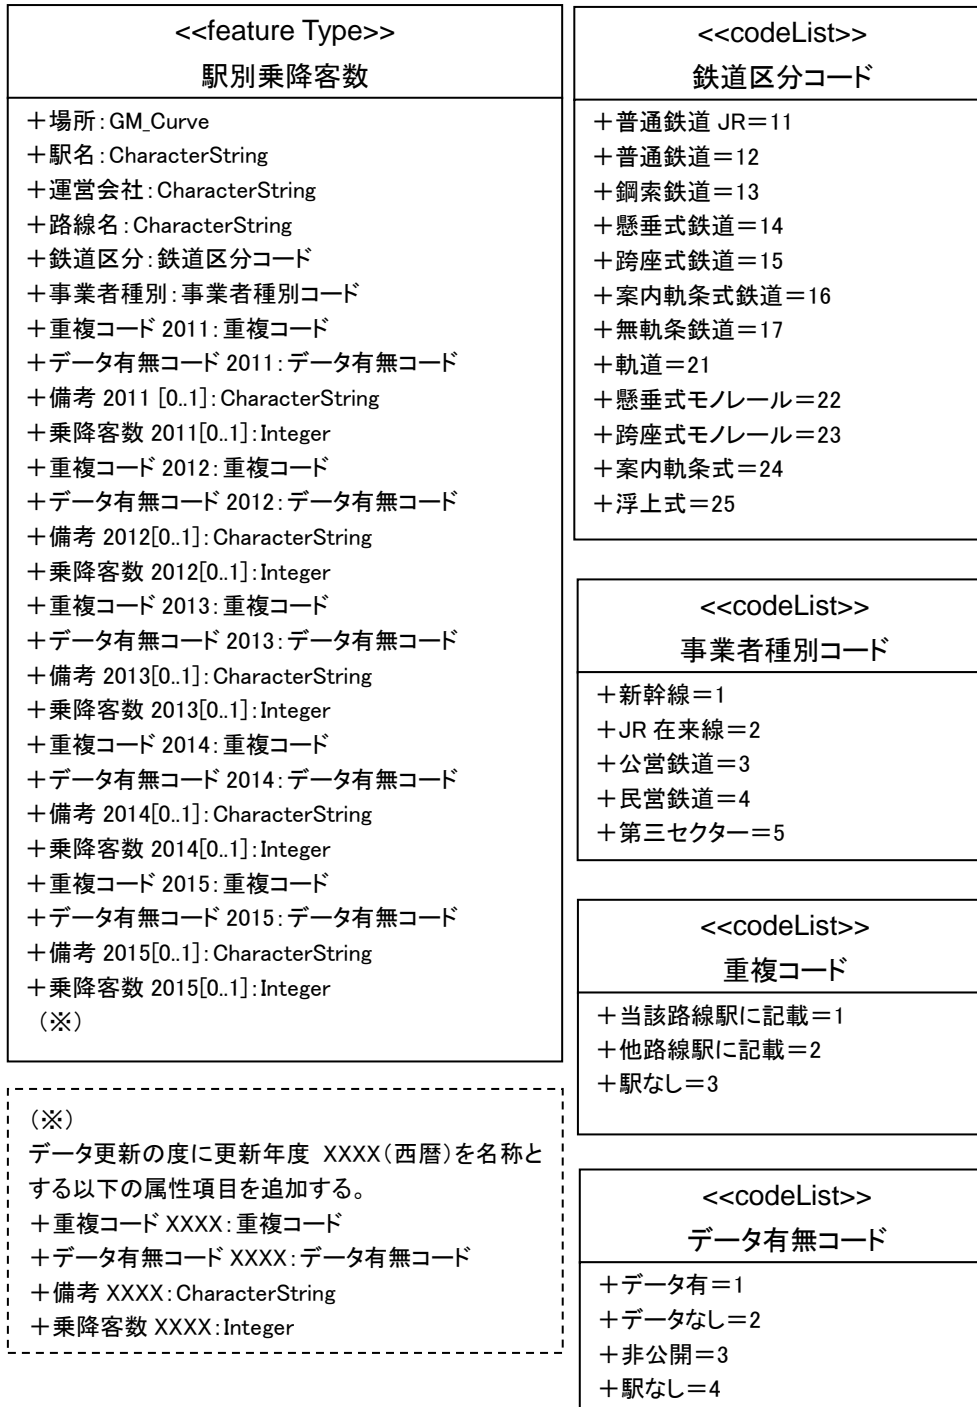 <<feature Type>>
駅別乗降客数
＋場所：GM_Curve
＋駅名：CharacterString
＋運営会社：CharacterString
＋路線名：CharacterString
＋鉄道区分：鉄道区分コード
＋事業者種別：事業者種別コード
＋重複コード 2011：重複コード
＋データ有無コード 2011：データ有無コード
＋備考 2011 [0..1]：CharacterString
＋乗降客数 2011[0..1]：Integer
＋重複コード 2012：重複コード
＋データ有無コード 2012：データ有無コード
＋備考 2012[0..1]：CharacterString
＋乗降客数 2012[0..1]：Integer
＋重複コード 2013：重複コード
＋データ有無コード 2013：データ有無コード
＋備考 2013[0..1]：CharacterString
＋乗降客数 2013[0..1]：Integer
＋重複コード 2014：重複コード
＋データ有無コード 2014：データ有無コード
＋備考 2014[0..1]：CharacterString
＋乗降客数 2014[0..1]：Integer
＋重複コード 2015：重複コード
＋データ有無コード 2015：データ有無コード
＋備考 2015[0..1]：CharacterString
＋乗降客数 2015[0..1]：Integer
（※）
（※）
データ更新の度に更新年度 XXXX（西暦）を名称と
する以下の属性項目を追加する。
＋重複コード XXXX：重複コード
＋データ有無コード XXXX：データ有無コード
＋備考 XXXX：CharacterString
＋乗降客数 XXXX：Integer
<<codeList>>
鉄道区分コード
＋普通鉄道 JR＝11
＋普通鉄道＝12
＋鋼索鉄道＝13
＋懸垂式鉄道＝14
＋跨座式鉄道＝15
＋案内軌条式鉄道＝16
＋無軌条鉄道＝17
＋軌道＝21
＋懸垂式モノレール＝22
＋跨座式モノレール＝23
＋案内軌条式＝24
＋浮上式＝25
<<codeList>>
事業者種別コード
＋新幹線＝1
＋JR 在来線＝2
＋公営鉄道＝3
＋民営鉄道＝4
＋第三セクター＝5
<<codeList>>
重複コード
＋当該路線駅に記載＝1
＋他路線駅に記載＝2
＋駅なし＝3
<<codeList>>
データ有無コード
＋データ有＝1
＋データなし＝2
＋非公開＝3
＋駅なし＝4